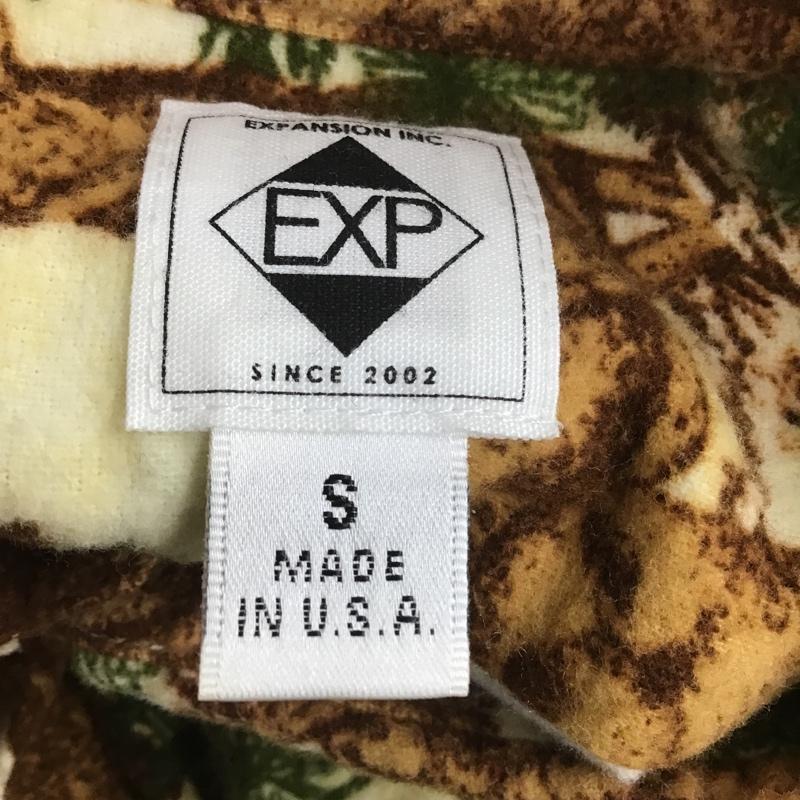 EXPANSION INC.
EXP
SINCE 2002
S
MADE
IN U.S.A.